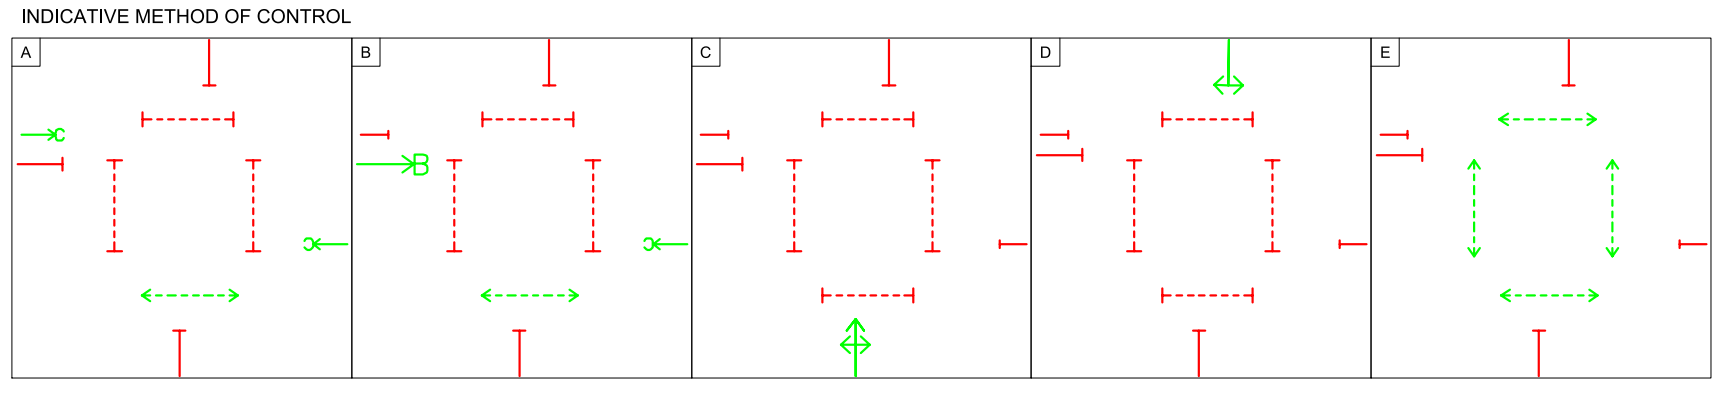 INDICATIVE METHOD OF CONTROL
A B C D E
C
B
C C